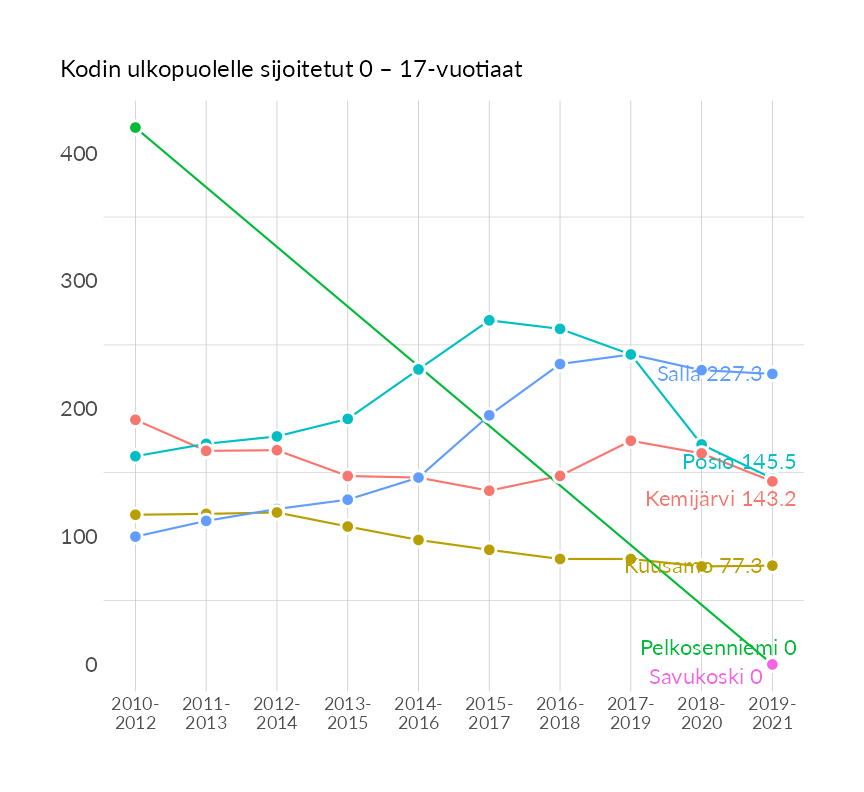 Kodin ulkopuolelle sijoitetut 0 – 17-vuotiaat
400
300
200
100
0
Salla 227.3
Posio 145.5
Kemijärvi 143.2
Kuusamo 77.3
Pelkosenniemi 0
Savukoski 0
2010- 2011- 2012- 2013- 2014- 2015- 2016- 2017- 2018- 2019-
2012 2013 2014 2015 2016 2017 2018 2019 2020 2021